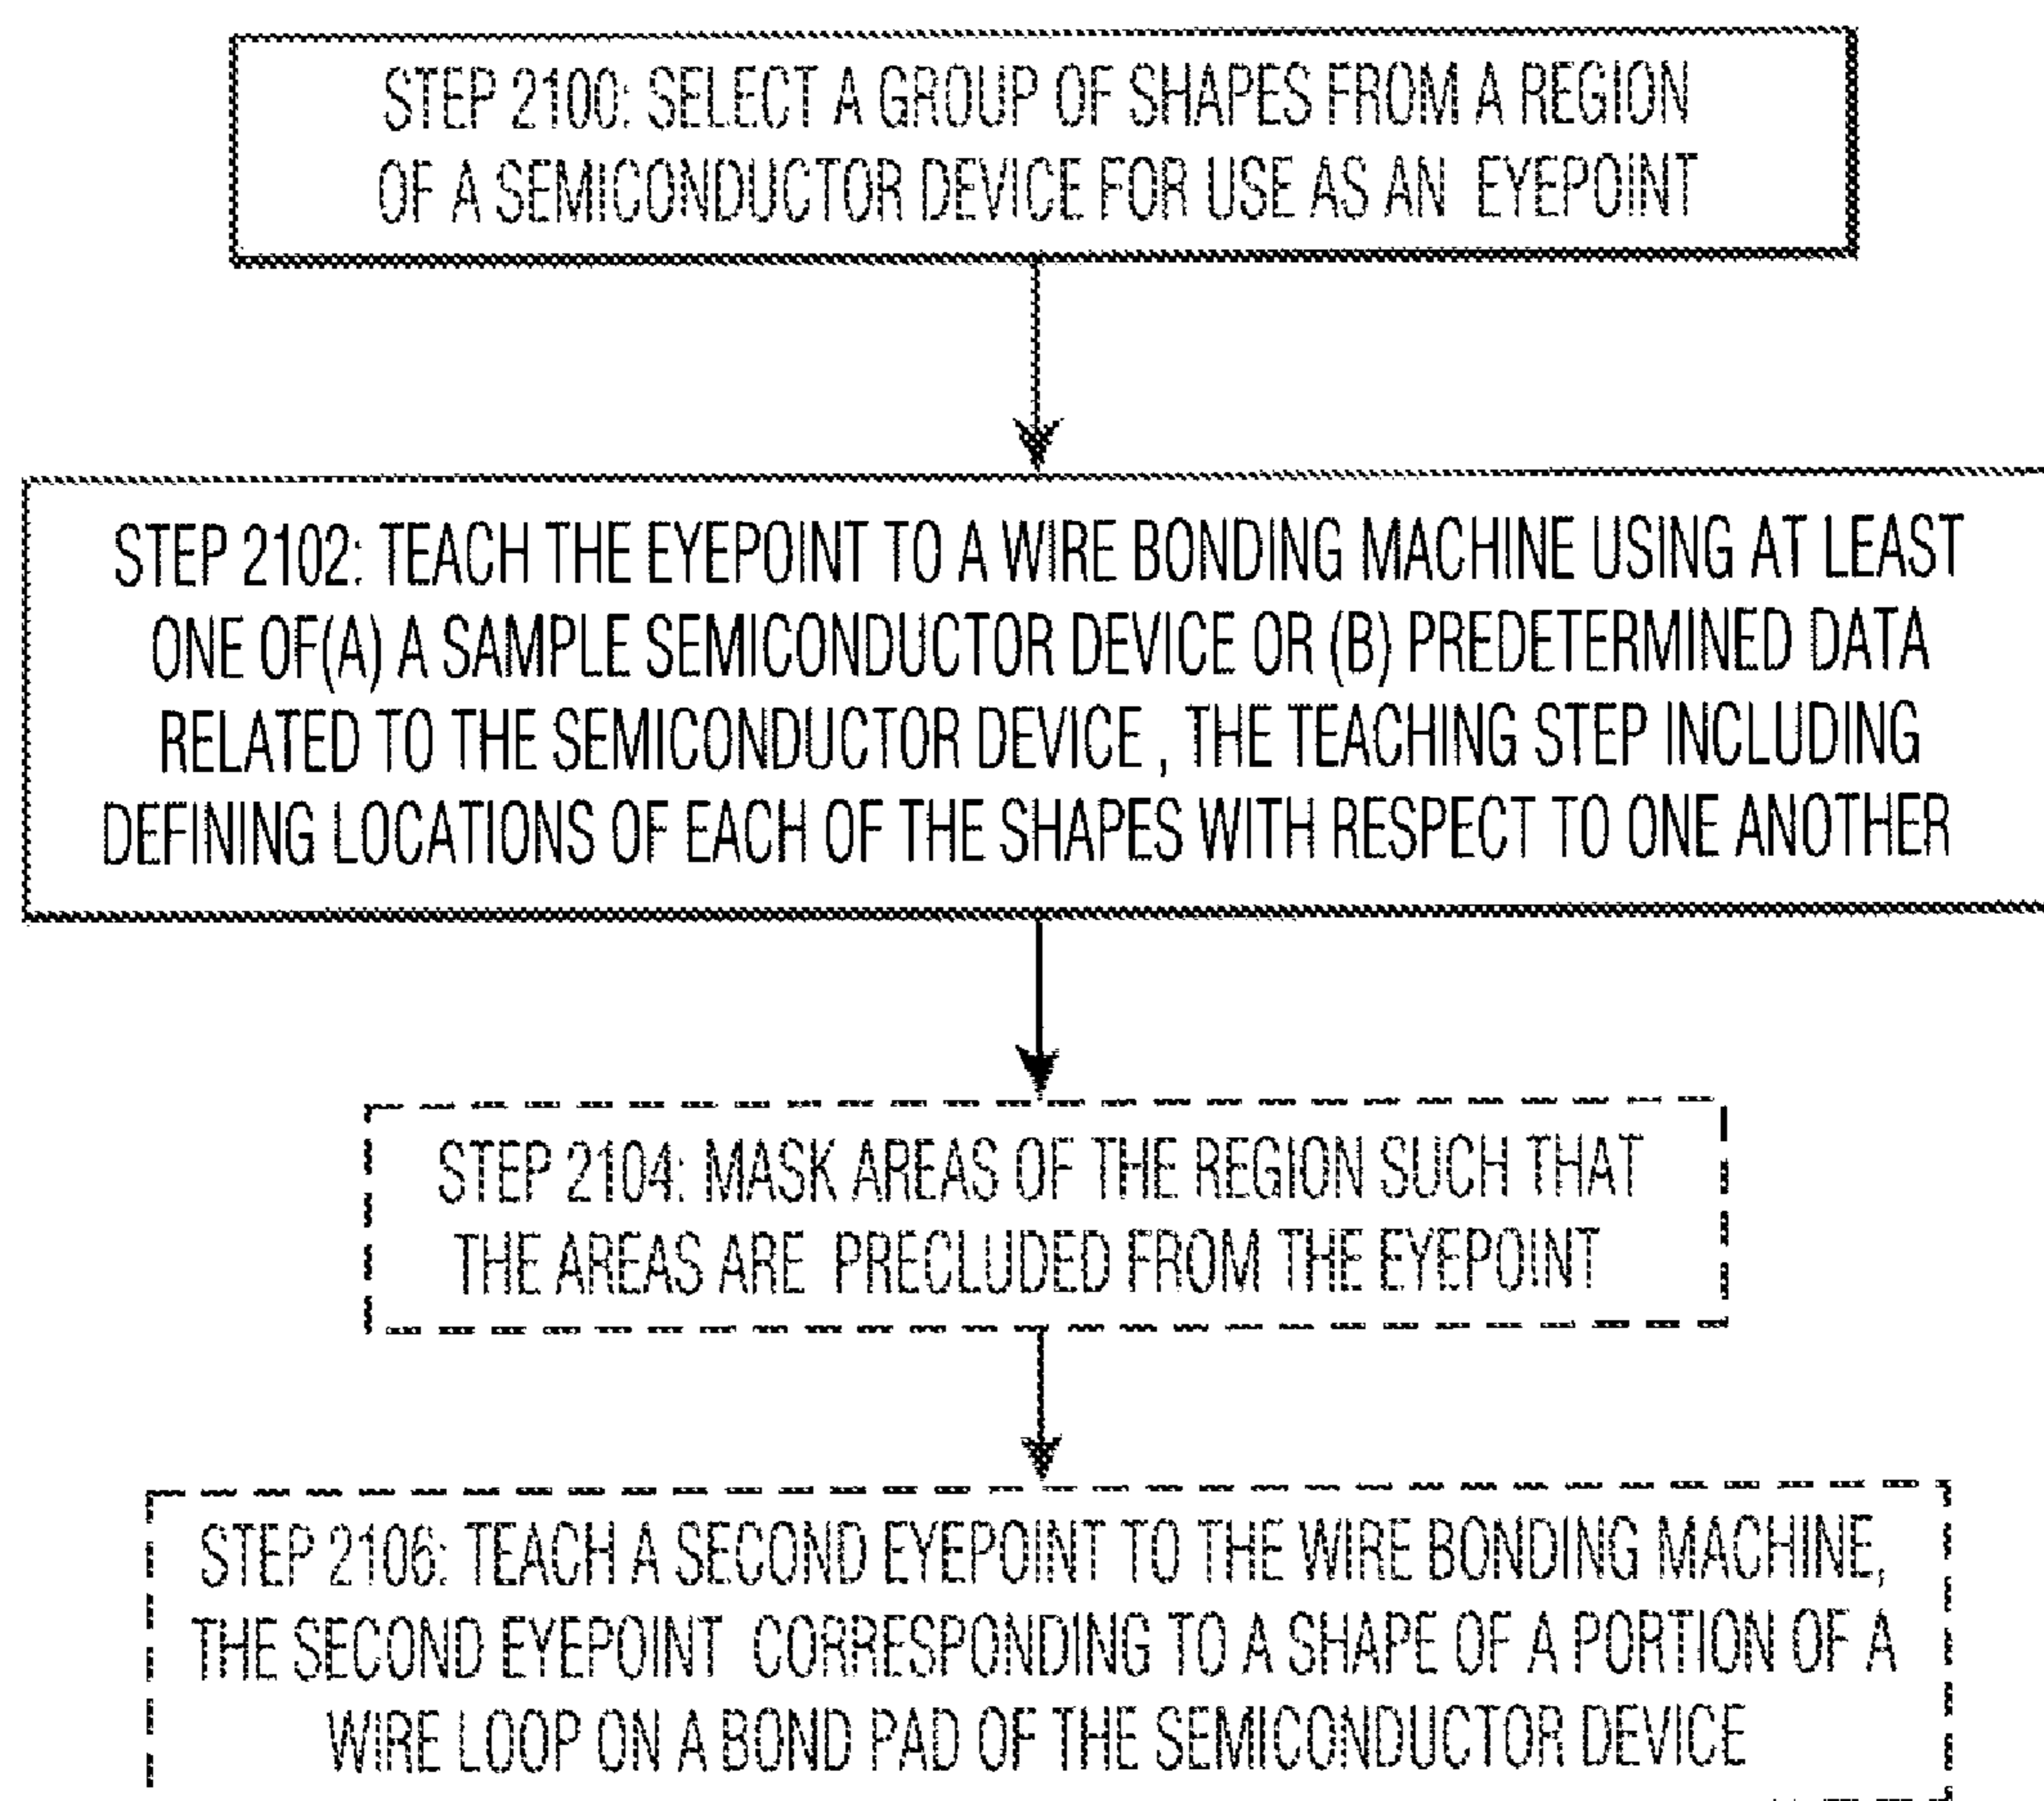 STEP 2100: SELECT A GROUP OF SHAPES FROM A REGION
OF A SEMICONDUCTOR DEVICE FOR USE AS AN EYEPOINT
STEP 2102: TEACH THE EYEPOINT TO A WIRE BONDING MACHINE USING AT LEAST
ONE OF(A) A SAMPLE SEMICONDUCTOR DEVICE OR (B) PREDETERMINED DATA
RELATED TO THE SEMICONDUCTOR DEVICE , THE TEACHING STEP INCLUDING
DEFINING LOCATIONS OF EACH OF THE SHAPES WITH RESPECT TO ONE ANOTHER
STEP 2104: MASK AREAS OF THE REGION SUCH THAT
THE AREAS ARE PRECLUDED FROM THE EYEPOINT
STEP 2106: TEACH A SECOND EYEPOINT TO THE WIRE BONDING MACHINE,
THE SECOND EYEPOINT CORRESPONDING TO A SHAPE OF A PORTION OF A
WIRE LOOP ON A BOND PAD OF THE SEMICONDUCTOR DEVICE